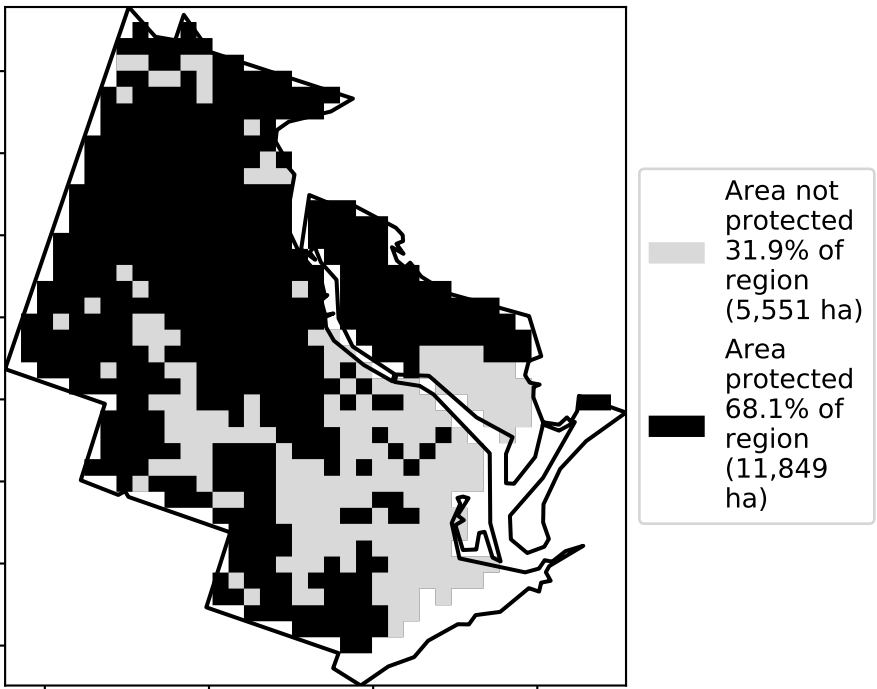 Area not
protected
31.9% of
region
(5,551 ha)
Area
protected
68.1% of
region
(11,849
ha)